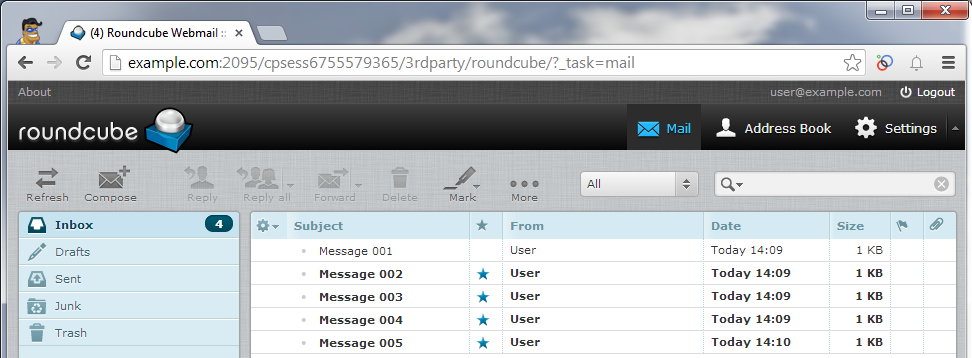 (4) Roundcube Webmail ::
example.com:2095/cpsess6755579365/3rdparty/roundcube/?_task=mail
About user@example.com Logout
roundcube Mail Address Book Settings
Refresh Compose Reply Reply all Forward Delete Mark More All
Inbox 4 Subject From Date Size
Drafts Message 001 User Today 14:09 1 KB
Sent Message 002 User Today 14:09 1 KB
Junk Message 003 User Today 14:09 1 KB
Trash Message 004 User Today 14:09 1 KB
Message 005 User Today 14:10 1 KB